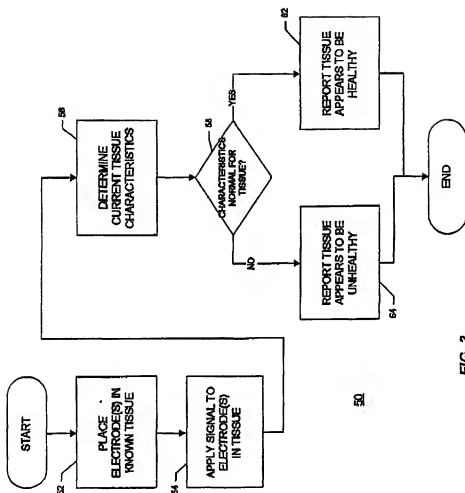 START
52
PLACE
ELECTRODE(S) IN
KNOWN TISSUE
54
APPLY SIGNAL TO
ELECTRODE(S)
IN TISSUE
56
DETERMINE
CURRENT TISSUE
CHARACTERISTICS
58
CHARACTERISTICS
NORMAL FOR
TISSUE?
NO
YES
64
REPORT TISSUE
APPEARS TO BE
UNHEALTHY
62
REPORT TISSUE
APPEARS TO BE
HEALTHY
END
50
FIG.